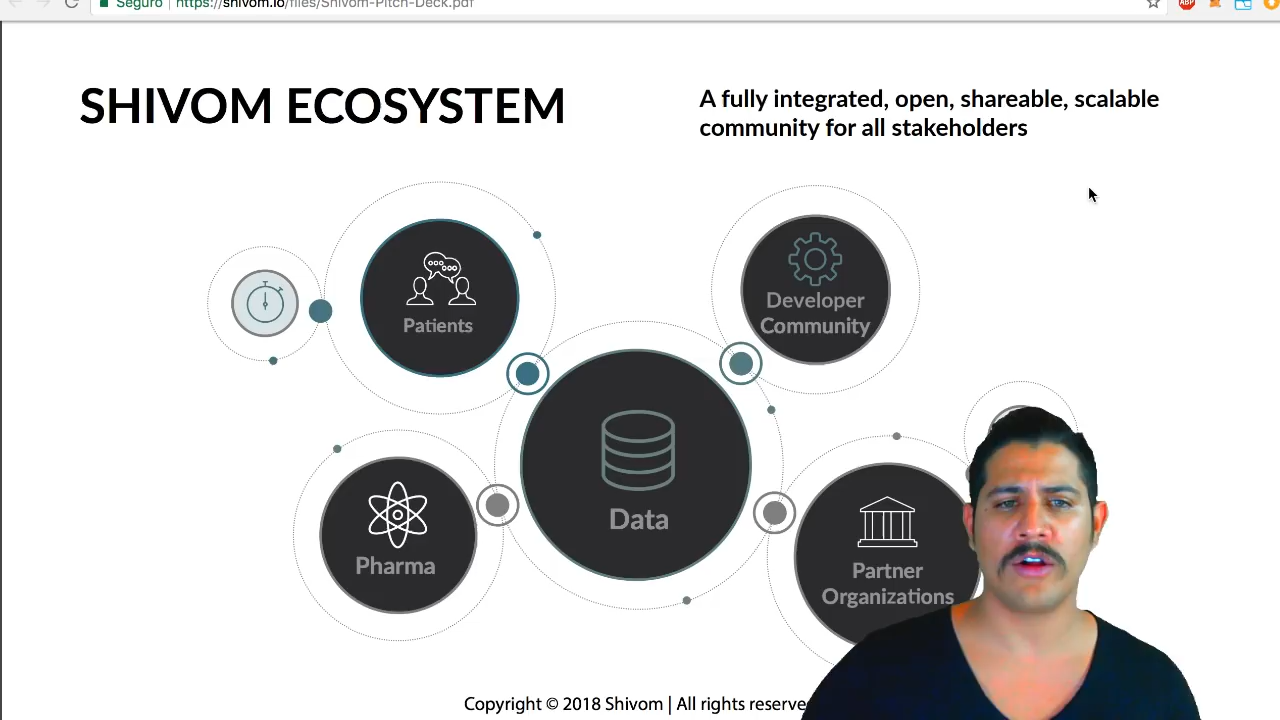 Seguro | https://shivom.io/files/Shivom-Pitch-Deck.pdf
ABP
SHIVOM ECOSYSTEM
A fully integrated, open, shareable, scalable
community for all stakeholders
Patients
Developer
Community
Data
Pharma
Partner
Organizations
Copyright © 2018 Shivom | All rights reserve